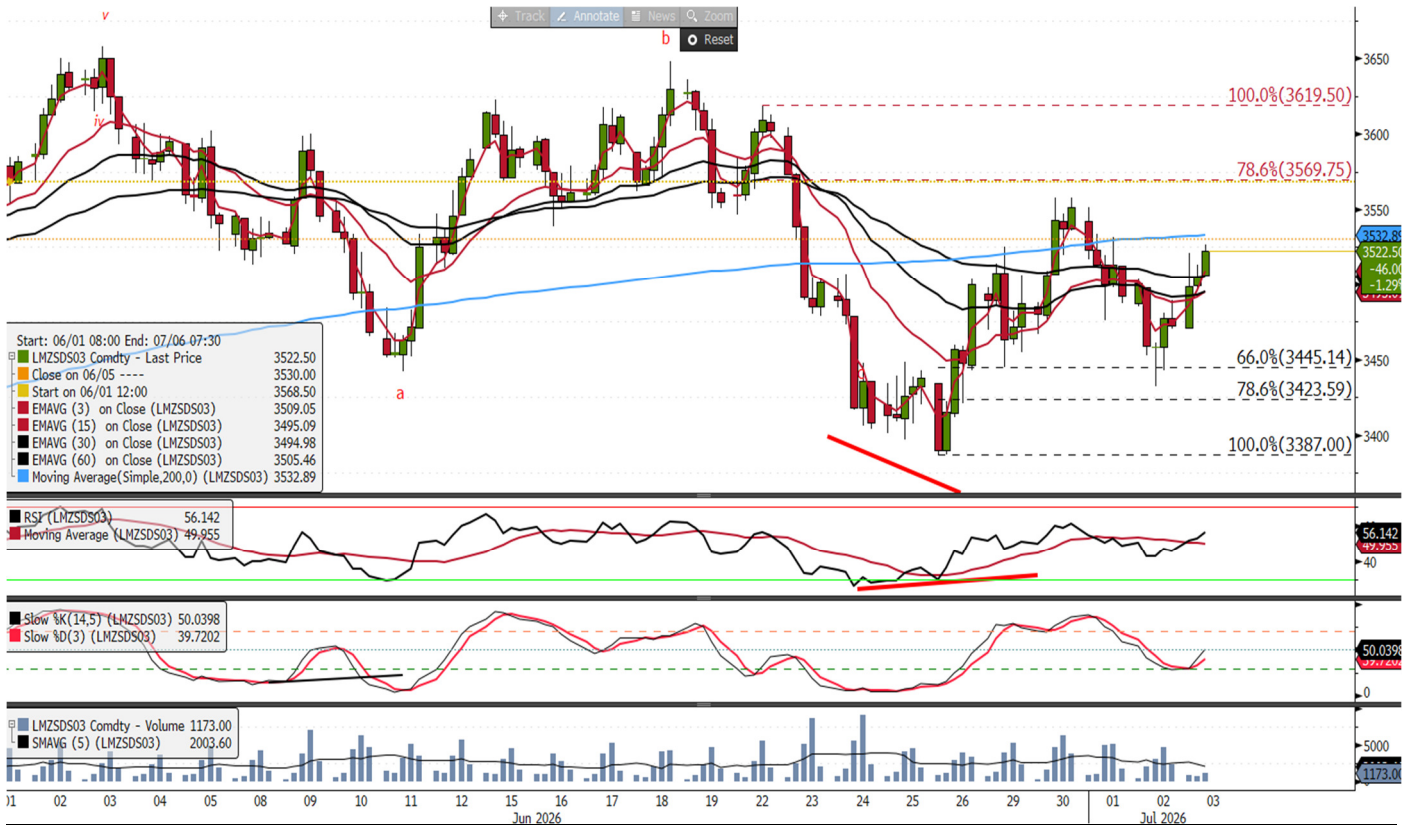 Track Annotate News Zoom
Reset
v
iv
b
a
c
100.0%(3619.50)
78.6%(3569.75)
66.0%(3445.14)
78.6%(3423.59)
100.0%(3387.00)
3650
3600
3550
3532.89
3522.50
-46.00
-1.29%
3450
3400
Start: 06/01 08:00 End: 07/06 07:30
LMZSDS03 Comdty - Last Price 3522.50
Close on 06/05 ---- 3530.00
Start on 06/01 12:00 3568.50
EMAVG (3) on Close (LMZSDS03) 3509.05
EMAVG (15) on Close (LMZSDS03) 3495.09
EMAVG (30) on Close (LMZSDS03) 3494.98
EMAVG (60) on Close (LMZSDS03) 3505.46
Moving Average(Simple,200,0) (LMZSDS03) 3532.89
RSI (LMZSDS03) 56.142
Moving Average (LMZSDS03) 49.955
56.142
49.955
40
Slow %K(14,5) (LMZSDS03) 50.0398
Slow %D(3) (LMZSDS03) 39.7202
50.0398
39.7202
0
LMZSDS03 Comdty - Volume 1173.00
SMAVG (5) (LMZSDS03) 2003.60
5000
1173.00
01 02 03 04 05 08 09 10 11 12 15 16 17 18 19 22 23 24 25 26 29 30 01 02 03
Jun 2026 Jul 2026